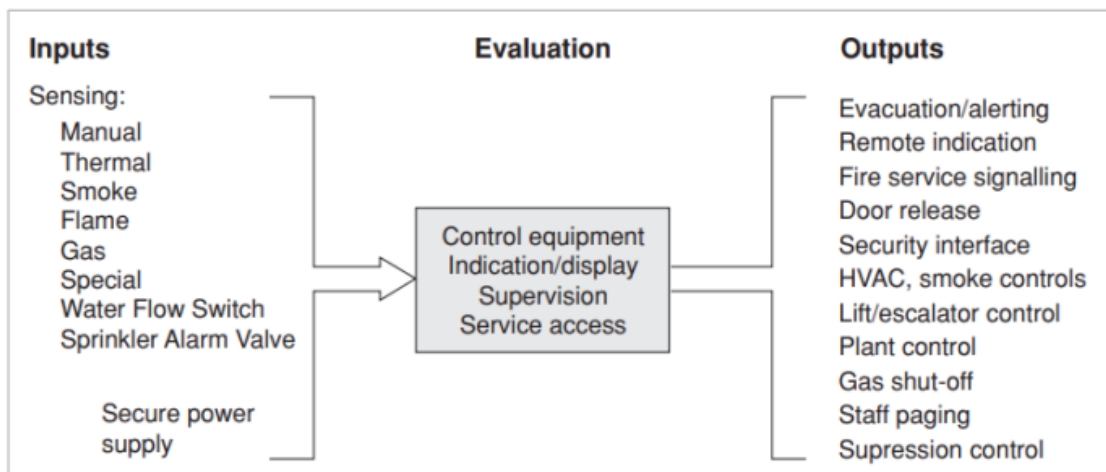 Inputs
Sensing:
Manual
Thermal
Smoke
Flame
Gas
Special
Water Flow Switch
Sprinkler Alarm Valve
Secure power
supply
Evaluation
Control equipment
Indication/display
Supervision
Service access
Outputs
Evacuation/alerting
Remote indication
Fire service signalling
Door release
Security interface
HVAC, smoke controls
Lift/escalator control
Plant control
Gas shut-off
Staff paging
Supression control